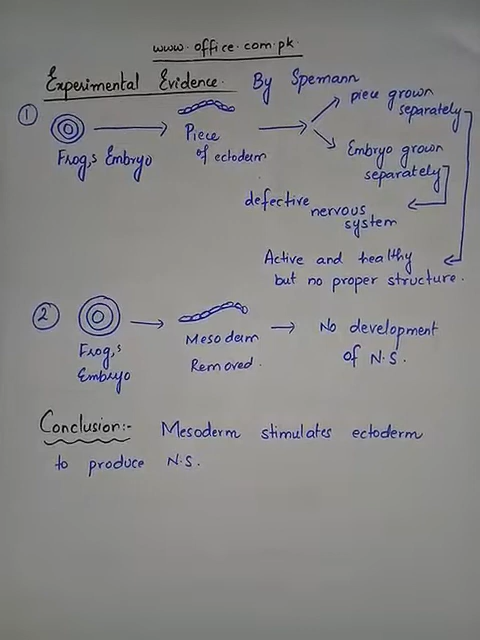 www.office.com.pk
Experimental Evidence. By Spemann
1
Frog,s Embryo
Piece
of ectoderm
piece grown
separately
Embryo grown
separately
defective nervous
system
Active and healthy
but no proper structure.
2
Frog,s
Embryo
Mesoderm
Removed.
No development
of N.S.
Conclusion:- Mesoderm stimulates ectoderm
to produce N.S.